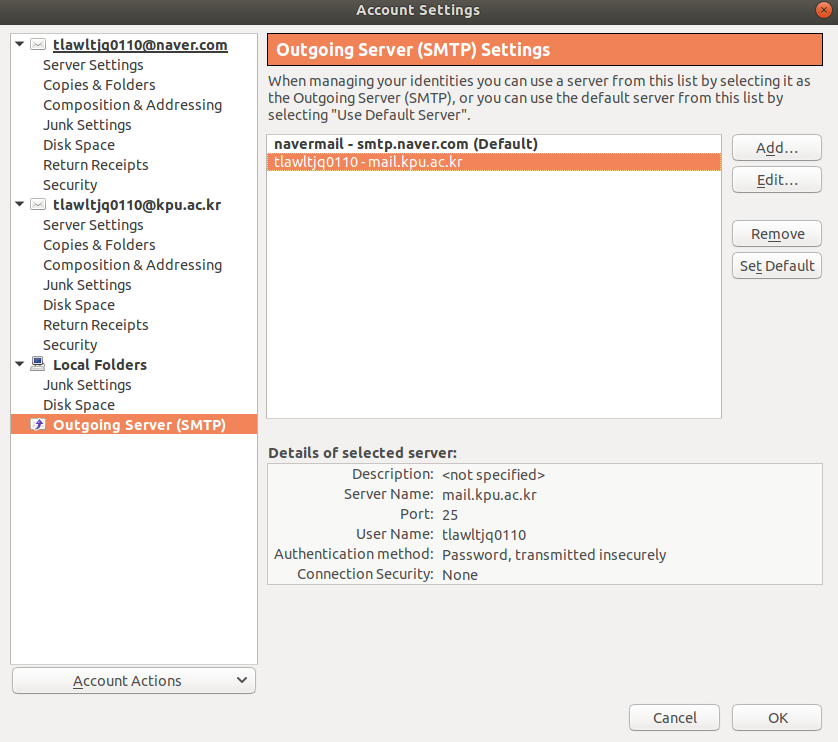 Account Settings
tlawltjq0110@naver.com
Server Settings
Copies & Folders
Composition & Addressing
Junk Settings
Disk Space
Return Receipts
Security
tlawltjq0110@kpu.ac.kr
Server Settings
Copies & Folders
Composition & Addressing
Junk Settings
Disk Space
Return Receipts
Security
Local Folders
Junk Settings
Disk Space
Outgoing Server (SMTP)
Account Actions
Outgoing Server (SMTP) Settings
When managing your identities you can use a server from this list by selecting it as
the Outgoing Server (SMTP), or you can use the default server from this list by
selecting "Use Default Server".
navermail - smtp.naver.com (Default)
tlawltjq0110 - mail.kpu.ac.kr
Add...
Edit...
Remove
Set Default
Details of selected server:
Description: <not specified>
Server Name: mail.kpu.ac.kr
Port: 25
User Name: tlawltjq0110
Authentication method: Password, transmitted insecurely
Connection Security: None
Cancel
OK